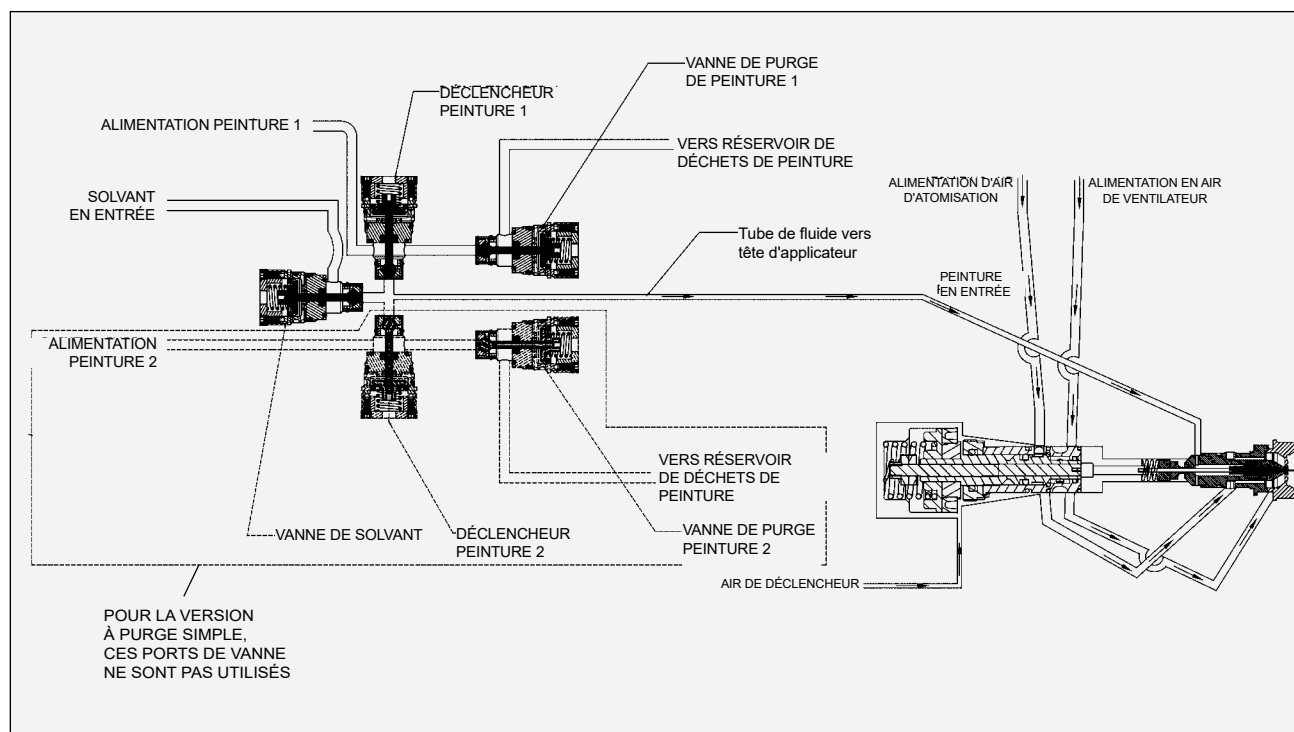 VANNE DE PURGE
DE PEINTURE 1
DÉCLENCHEUR
PEINTURE 1
ALIMENTATION PEINTURE 1
VERS RÉSERVOIR DE
DÉCHETS DE PEINTURE
SOLVANT
EN ENTRÉE
ALIMENTATION D'AIR
D'ATOMISATION
ALIMENTATION EN AIR
DE VENTILATEUR
Tube de fluide vers
tête d'applicateur
PEINTURE
EN ENTRÉE
ALIMENTATION
PEINTURE 2
VERS RÉSERVOIR
DE DÉCHETS DE
PEINTURE
VANNE DE SOLVANT
DÉCLENCHEUR
PEINTURE 2
VANNE DE PURGE
PEINTURE 2
AIR DE DÉCLENCHEUR
POUR LA VERSION
À PURGE SIMPLE,
CES PORTS DE VANNE
NE SONT PAS UTILISÉS